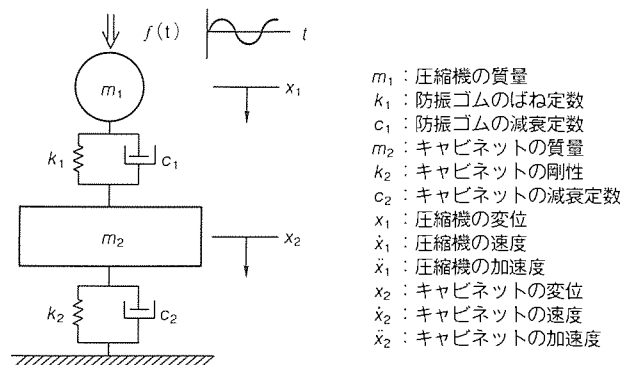 f(t)
t
m₁
x₁
k₁
c₁
m₂
x₂
k₂
c₂
m₁：圧縮機の質量
k₁：防振ゴムのばね定数
c₁：防振ゴムの減衰定数
m₂：キャビネットの質量
k₂：キャビネットの剛性
c₂：キャビネットの減衰定数
x₁：圧縮機の変位
ẋ₁：圧縮機の速度
ẍ₁：圧縮機の加速度
x₂：キャビネットの変位
ẋ₂：キャビネットの速度
ẍ₂：キャビネットの加速度